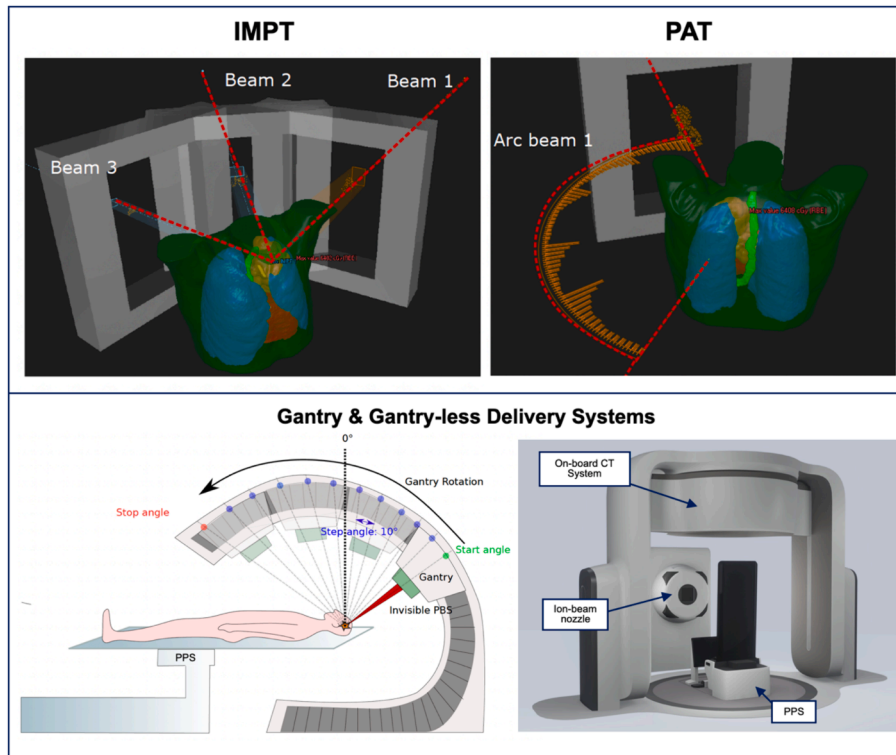 IMPT
PAT
Beam 2
Beam 1
Beam 3
Arc beam 1
Gantry & Gantry-less Delivery Systems
0°
Gantry Rotation
Stop angle
Step angle: 10°
Start angle
Gantry
Invisible PBS
PPS
On-board CT
System
Ion-beam
nozzle
PPS